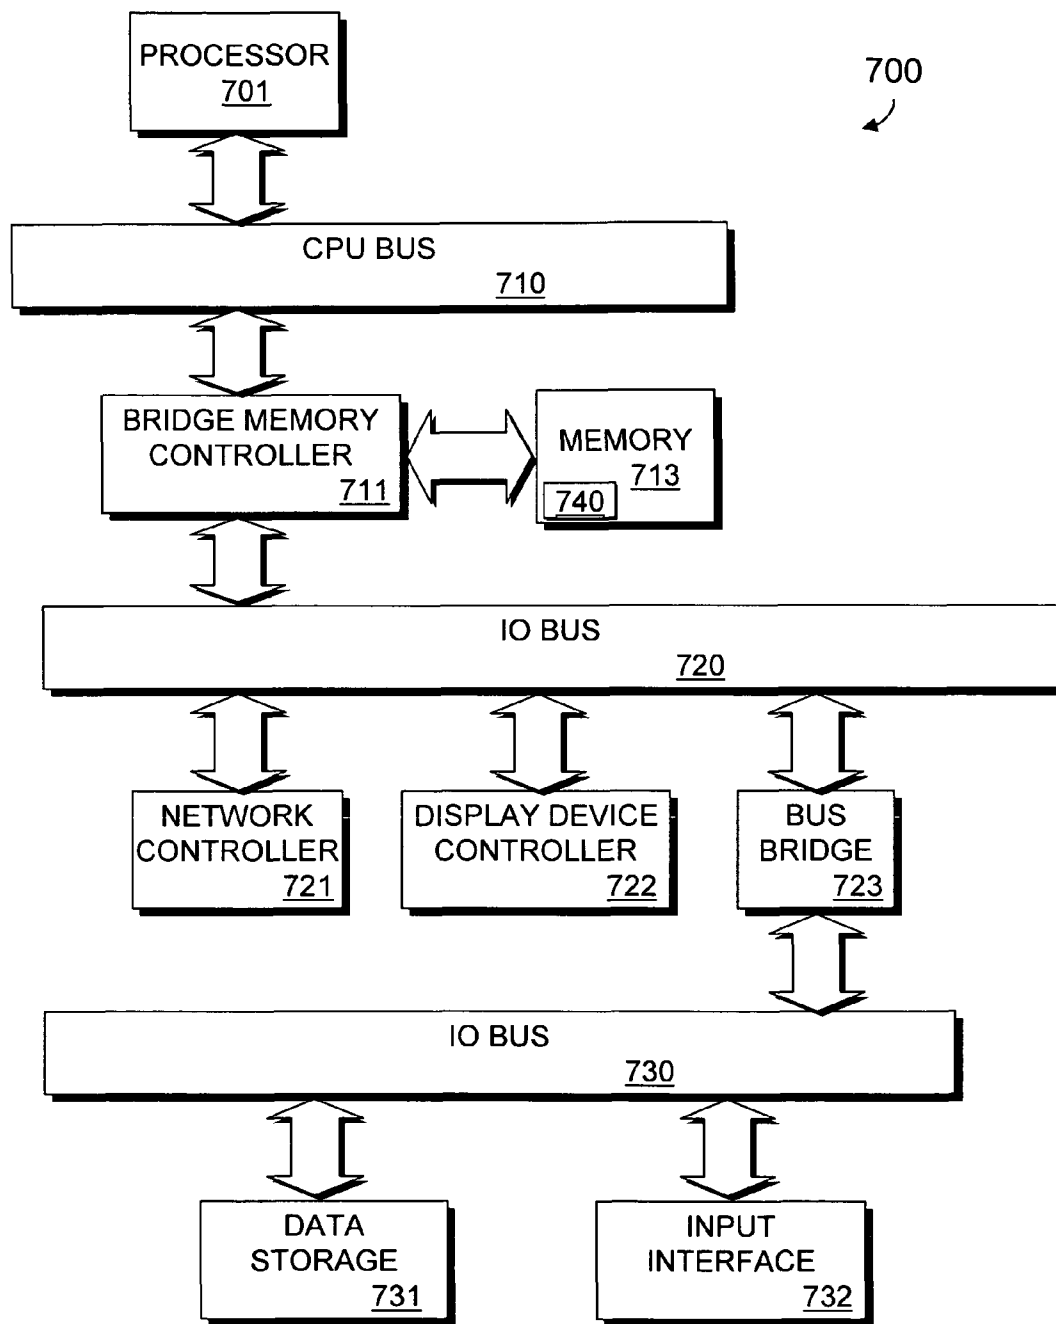 PROCESSOR
701
700
CPU BUS
710
BRIDGE MEMORY
CONTROLLER
711
MEMORY
713
740
IO BUS
720
NETWORK
CONTROLLER
721
DISPLAY DEVICE
CONTROLLER
722
BUS
BRIDGE
723
IO BUS
730
DATA
STORAGE
731
INPUT
INTERFACE
732